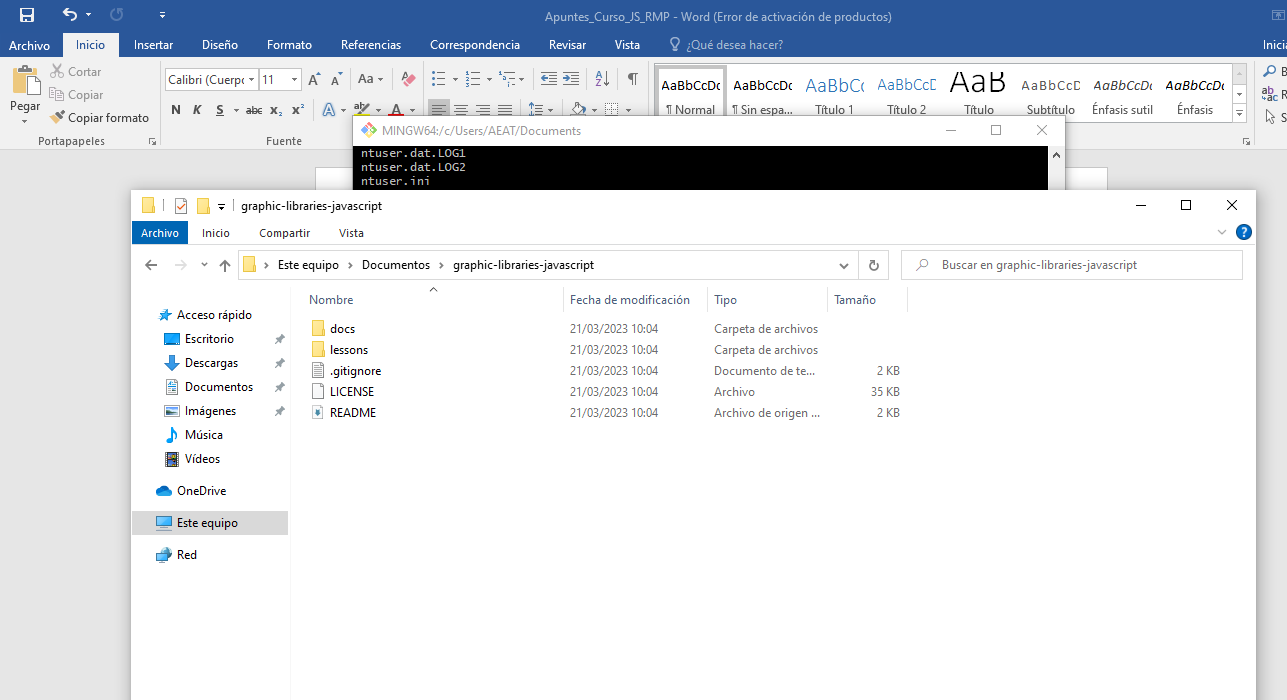 Apuntes_Curso_JS_RMP - Word (Error de activación de productos)
Archivo Inicio Insertar Diseño Formato Referencias Correspondencia Revisar Vista ¿Qué desea hacer? Inici
Pegar
Cortar
Copiar
Copiar formato
Portapapeles
Calibri (Cuerpo 11 Aa
N K S abc x₂ x² A aby A
Fuente
AaBbCcDc AaBbCcDc AaBbCc AaBbCcD AaB AaBbCcD AaBbCcDc AaBbCcDc
¶ Normal ¶ Sin espa... Título 1 Título 2 Título Subtítulo Énfasis sutil Énfasis
MINGW64:/c/Users/AEAT/Documents
ntuser.dat.LOG1
ntuser.dat.LOG2
ntuser.ini
graphic-libraries-javascript
Archivo Inicio Compartir Vista
Este equipo › Documentos › graphic-libraries-javascript
Buscar en graphic-libraries-javascript
Nombre Fecha de modificación Tipo Tamaño
docs 21/03/2023 10:04 Carpeta de archivos
lessons 21/03/2023 10:04 Carpeta de archivos
.gitignore 21/03/2023 10:04 Documento de te... 2 KB
LICENSE 21/03/2023 10:04 Archivo 35 KB
README 21/03/2023 10:04 Archivo de origen ... 2 KB
Acceso rápido
Escritorio
Descargas
Documentos
Imágenes
Música
Vídeos
OneDrive
Este equipo
Red